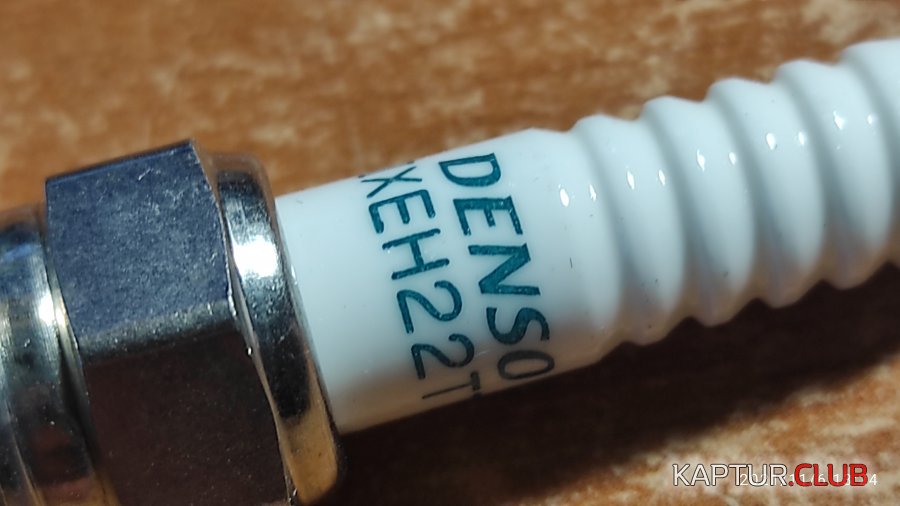 DENSO
XEH22T
KAPTUR.CLUB